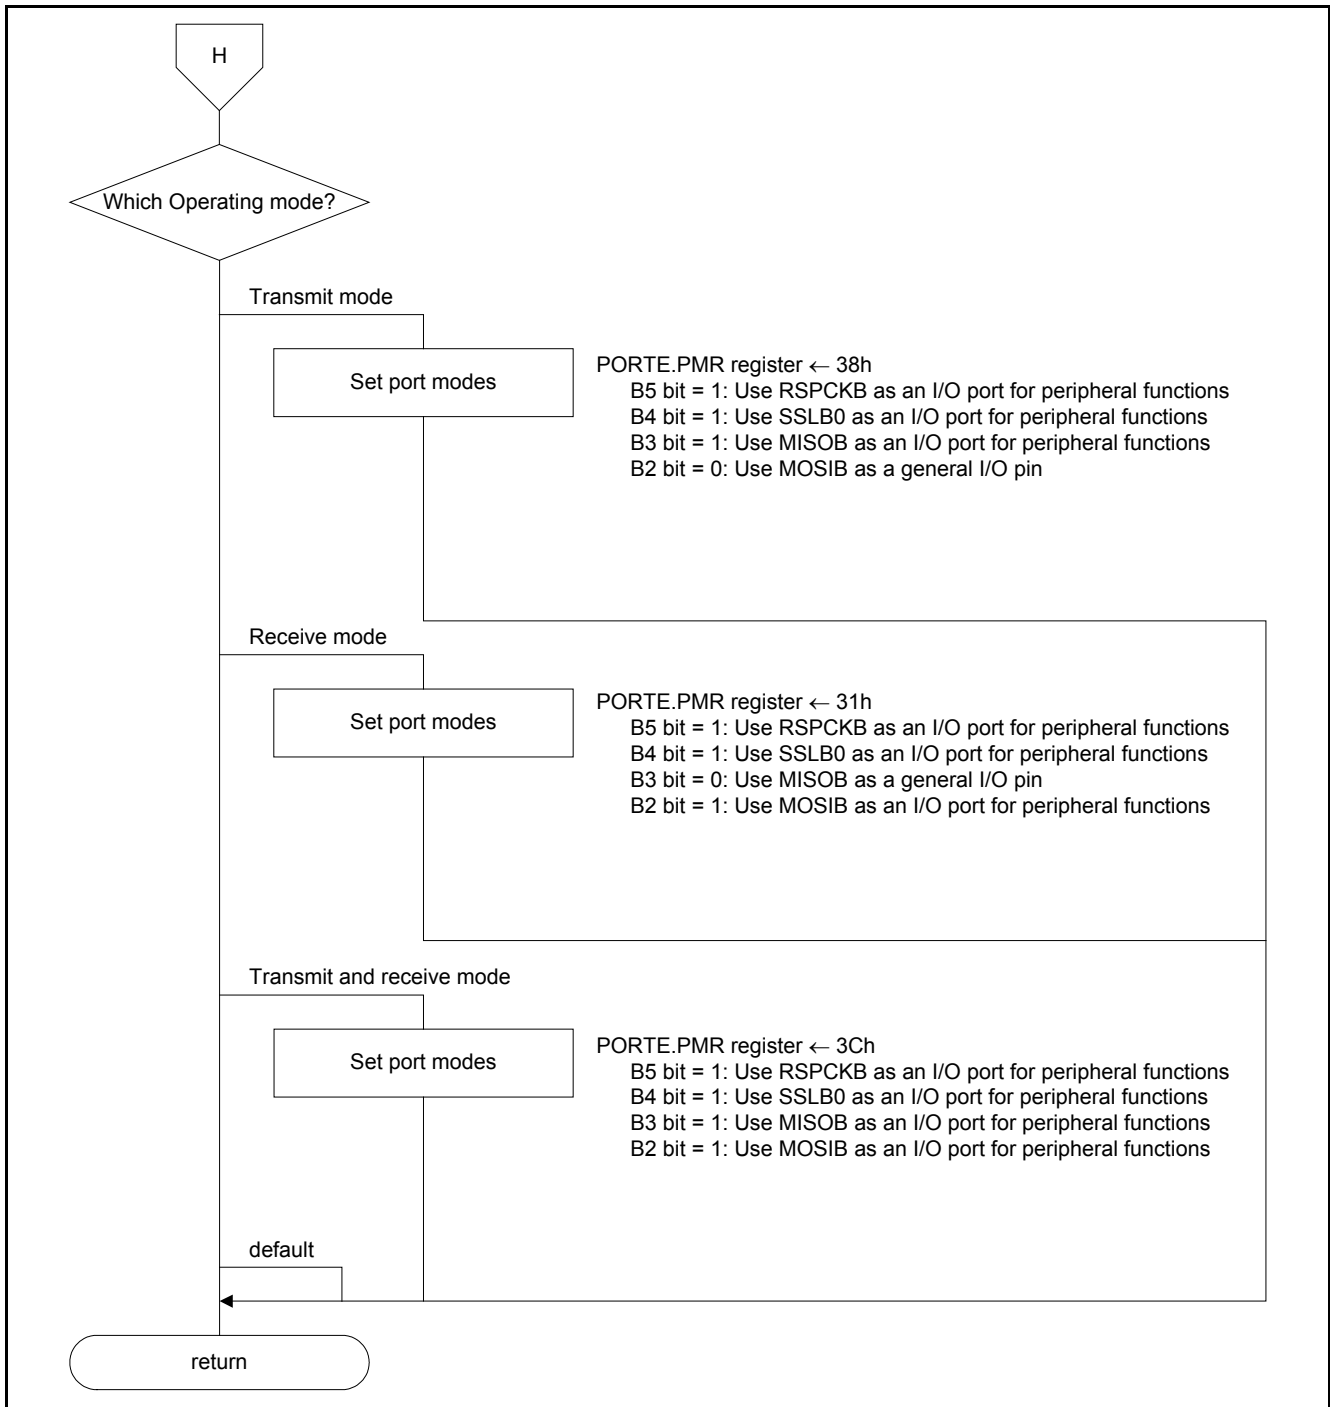 H
Which Operating mode?
Transmit mode
Set port modes
PORTE.PMR register ← 38h
B5 bit = 1: Use RSPCKB as an I/O port for peripheral functions
B4 bit = 1: Use SSLB0 as an I/O port for peripheral functions
B3 bit = 1: Use MISOB as an I/O port for peripheral functions
B2 bit = 0: Use MOSIB as a general I/O pin
Receive mode
Set port modes
PORTE.PMR register ← 31h
B5 bit = 1: Use RSPCKB as an I/O port for peripheral functions
B4 bit = 1: Use SSLB0 as an I/O port for peripheral functions
B3 bit = 0: Use MISOB as a general I/O pin
B2 bit = 1: Use MOSIB as an I/O port for peripheral functions
Transmit and receive mode
Set port modes
PORTE.PMR register ← 3Ch
B5 bit = 1: Use RSPCKB as an I/O port for peripheral functions
B4 bit = 1: Use SSLB0 as an I/O port for peripheral functions
B3 bit = 1: Use MISOB as an I/O port for peripheral functions
B2 bit = 1: Use MOSIB as an I/O port for peripheral functions
default
return